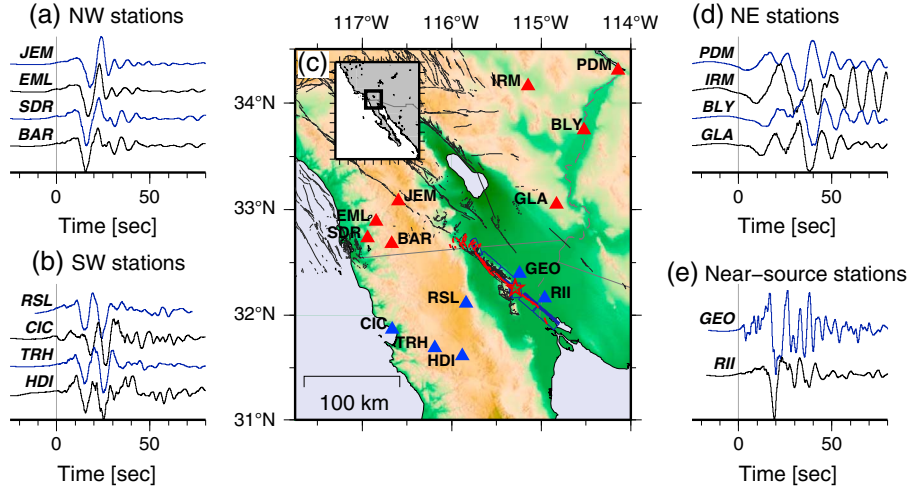 (a) NW stations
JEM
EML
SDR
BAR
0 50
Time [sec]
(b) SW stations
RSL
CIC
TRH
HDI
0 50
Time [sec]
117°W 116°W 115°W 114°W
(c)
34°N
33°N
32°N
31°N
PDM
IRM
BLY
JEM
GLA
EML
SDR
BAR
GEO
RSL
RII
CIC
TRH
HDI
100 km
(d) NE stations
PDM
IRM
BLY
GLA
0 50
Time [sec]
(e) Near−source stations
GEO
RII
0 50
Time [sec]